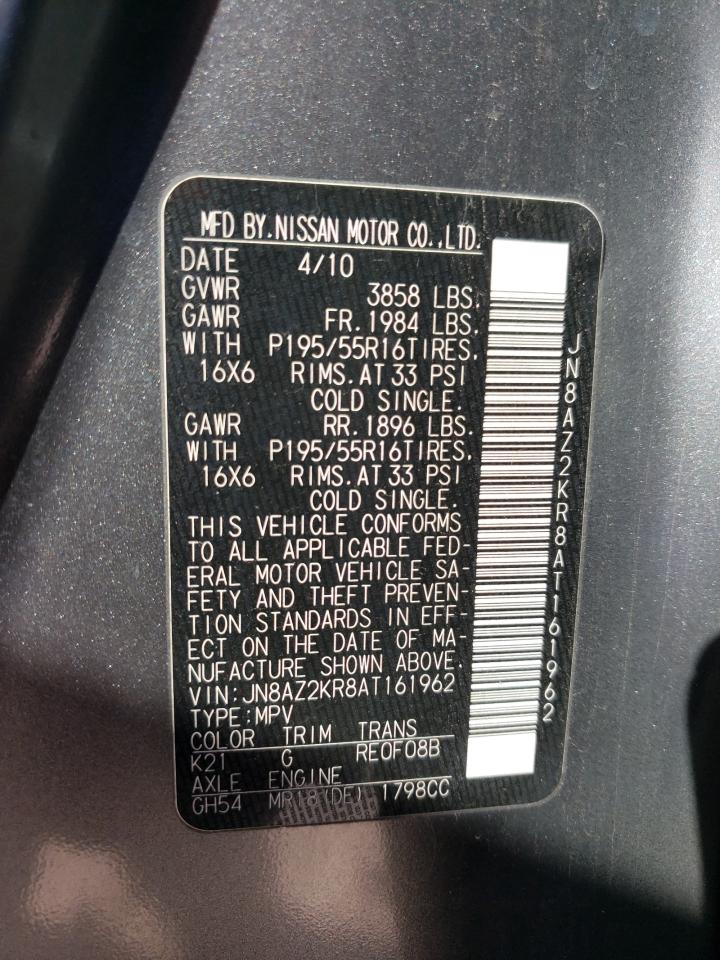 MFD BY.NISSAN MOTOR CO.,LTD.
DATE 4/10
GVWR 3858 LBS.
GAWR FR.1984 LBS.
WITH P195/55R16TIRES.
16X6 RIMS.AT 33 PSI
COLD SINGLE.
GAWR RR.1896 LBS.
WITH P195/55R16TIRES.
16X6 RIMS.AT 33 PSI
COLD SINGLE.
THIS VEHICLE CONFORMS
TO ALL APPLICABLE FED-
ERAL MOTOR VEHICLE SA-
FETY AND THEFT PREVEN-
TION STANDARDS IN EFF-
ECT ON THE DATE OF MA-
NUFACTURE SHOWN ABOVE.
VIN:JN8AZ2KR8AT161962
TYPE:MPV
COLOR TRIM TRANS
K21 G RE0F08B
AXLE ENGINE
GH54 MR18(DE) 1798CC
JN8AZ2KR8AT161962